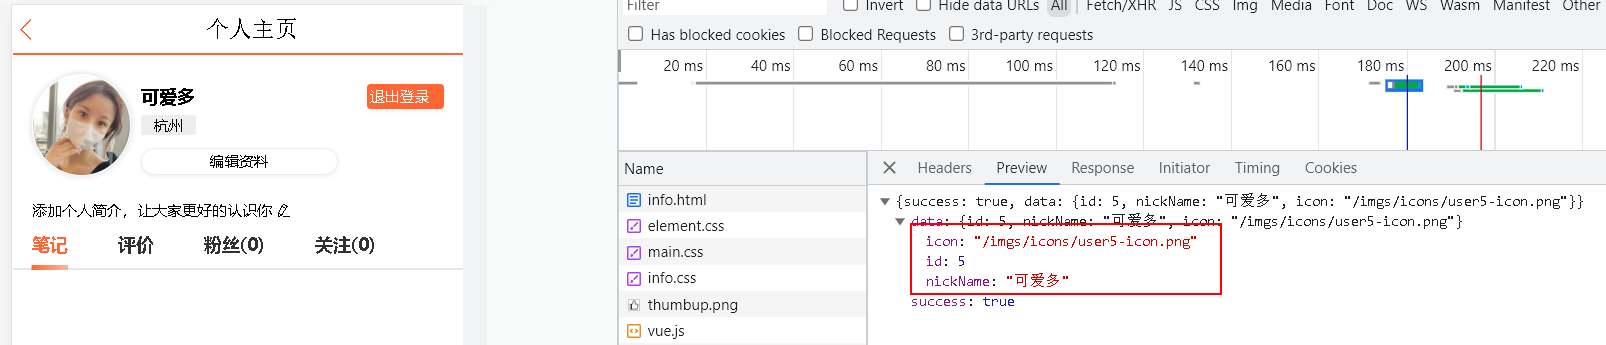 个人主页
可爱多
退出登录
杭州
编辑资料
添加个人简介，让大家更好的认识你
笔记 评价 粉丝(0) 关注(0)
Filter Invert Hide data URLs All Fetch/XHR JS CSS Img Media Font Doc WS Wasm Manifest Other
Has blocked cookies Blocked Requests 3rd-party requests
20 ms 40 ms 60 ms 80 ms 100 ms 120 ms 140 ms 160 ms 180 ms 200 ms 220 ms
Name
info.html
element.css
main.css
info.css
thumbup.png
vue.js
Headers Preview Response Initiator Timing Cookies
{success: true, data: {id: 5, nickName: "可爱多", icon: "/imgs/icons/user5-icon.png"}}
data: {id: 5, nickName: "可爱多", icon: "/imgs/icons/user5-icon.png"}
icon: "/imgs/icons/user5-icon.png"
id: 5
nickName: "可爱多"
success: true